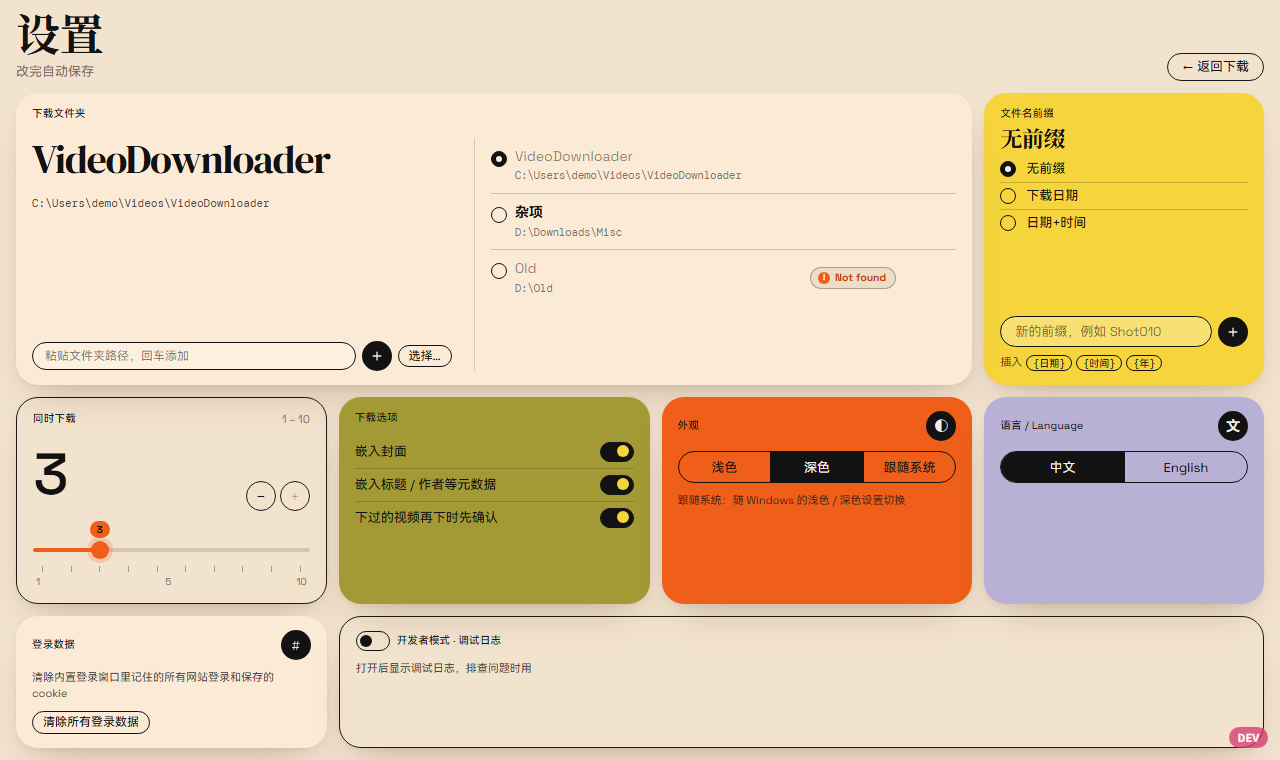 设置
改完自动保存
← 返回下载
下载文件夹
VideoDownloader
C:\Users\demo\Videos\VideoDownloader
VideoDownloader
C:\Users\demo\Videos\VideoDownloader
杂项
D:\Downloads\Misc
Old
D:\Old
! Not found
粘贴文件夹路径，回车添加
+
选择…
文件名前缀
无前缀
无前缀
下载日期
日期+时间
新的前缀，例如 Shot010
+
插入 {日期} {时间} {年}
同时下载
1 – 10
3
− +
3
1 5 10
下载选项
嵌入封面
嵌入标题 / 作者等元数据
下过的视频再下时先确认
外观
浅色 深色 跟随系统
跟随系统：随 Windows 的浅色 / 深色设置切换
语言 / Language
文
中文 English
登录数据
#
清除内置登录窗口里记住的所有网站登录和保存的
cookie
清除所有登录数据
开发者模式 · 调试日志
打开后显示调试日志，排查问题时用
DEV